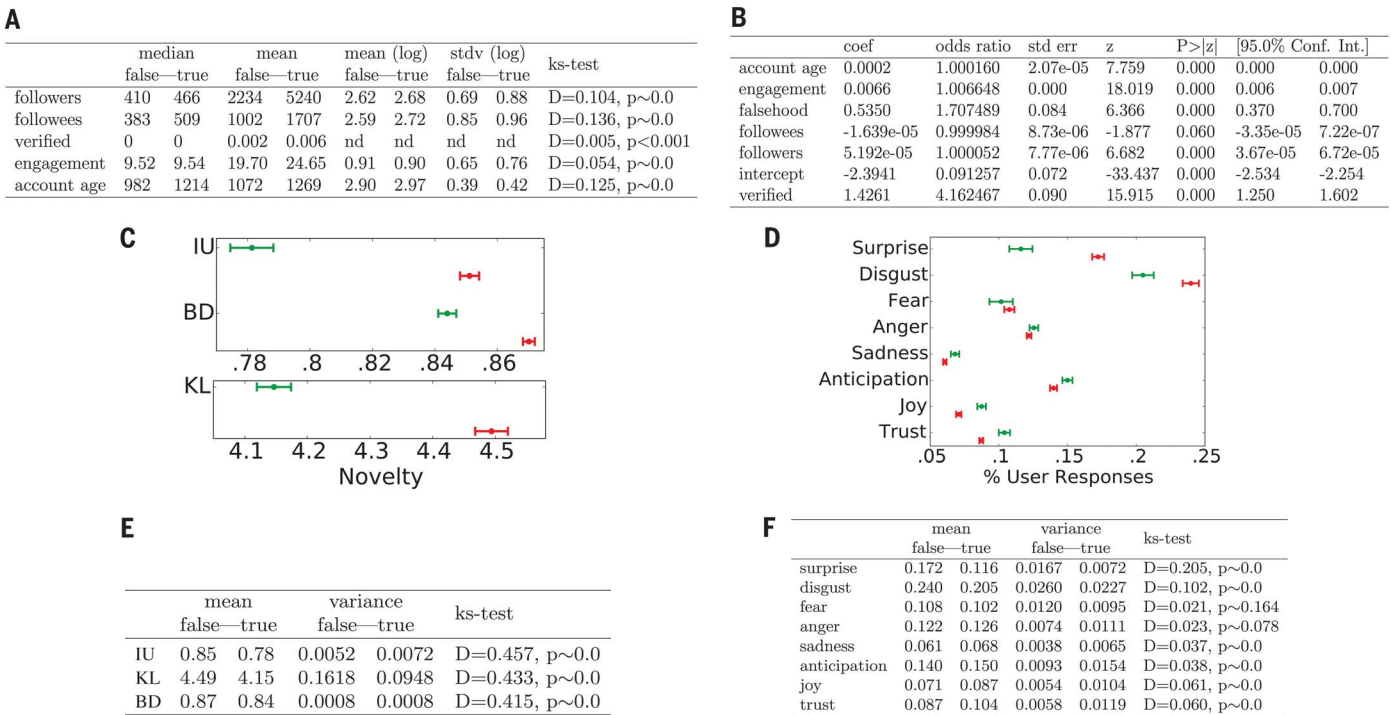 A
median mean mean (log) stdv (log) ks-test
false—true false—true false—true false—true
followers 410 466 2234 5240 2.62 2.68 0.69 0.88 D=0.104, p∼0.0
followees 383 509 1002 1707 2.59 2.72 0.85 0.96 D=0.136, p∼0.0
verified 0 0 0.002 0.006 nd nd nd nd D=0.005, p<0.001
engagement 9.52 9.54 19.70 24.65 0.91 0.90 0.65 0.76 D=0.054, p∼0.0
account age 982 1214 1072 1269 2.90 2.97 0.39 0.42 D=0.125, p∼0.0
B
coef odds ratio std err z P>|z| [95.0% Conf. Int.]
account age 0.0002 1.000160 2.07e-05 7.759 0.000 0.000 0.000
engagement 0.0066 1.006648 0.000 18.019 0.000 0.006 0.007
falsehood 0.5350 1.707489 0.084 6.366 0.000 0.370 0.700
followees -1.639e-05 0.999984 8.73e-06 -1.877 0.060 -3.35e-05 7.22e-07
followers 5.192e-05 1.000052 7.77e-06 6.682 0.000 3.67e-05 6.72e-05
intercept -2.3941 0.091257 0.072 -33.437 0.000 -2.534 -2.254
verified 1.4261 4.162467 0.090 15.915 0.000 1.250 1.602
C
IU
BD
.78 .8 .82 .84 .86
KL
4.1 4.2 4.3 4.4 4.5
Novelty
D
Surprise
Disgust
Fear
Anger
Sadness
Anticipation
Joy
Trust
.05 .1 .15 .2 .25
% User Responses
E
mean variance ks-test
false—true false—true
IU 0.85 0.78 0.0052 0.0072 D=0.457, p∼0.0
KL 4.49 4.15 0.1618 0.0948 D=0.433, p∼0.0
BD 0.87 0.84 0.0008 0.0008 D=0.415, p∼0.0
F
mean variance ks-test
false—true false—true
surprise 0.172 0.116 0.0167 0.0072 D=0.205, p∼0.0
disgust 0.240 0.205 0.0260 0.0227 D=0.102, p∼0.0
fear 0.108 0.102 0.0120 0.0095 D=0.021, p∼0.164
anger 0.122 0.126 0.0074 0.0111 D=0.023, p∼0.078
sadness 0.061 0.068 0.0038 0.0065 D=0.037, p∼0.0
anticipation 0.140 0.150 0.0093 0.0154 D=0.038, p∼0.0
joy 0.071 0.087 0.0054 0.0104 D=0.061, p∼0.0
trust 0.087 0.104 0.0058 0.0119 D=0.060, p∼0.0